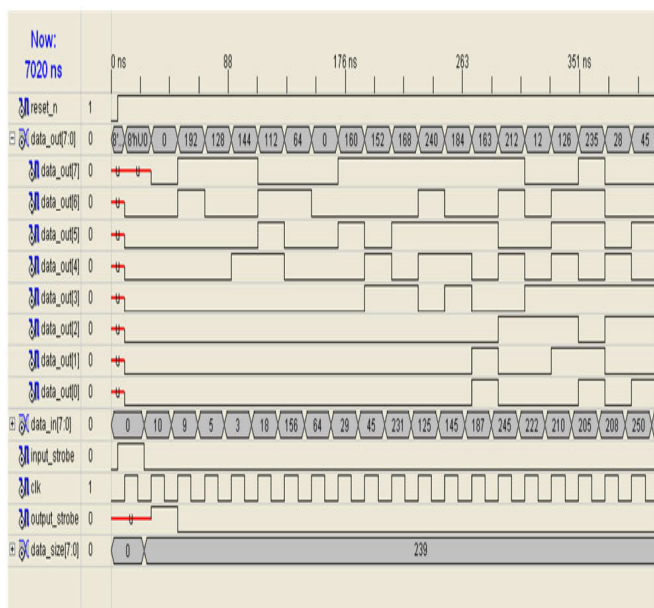 Now:
7020 ns
0 ns 88 176 ns 263 351 ns
reset_n 1
data_out[7:0] 0 8'... 8'hU0 0 192 128 144 112 64 0 160 152 168 240 184 163 212 12 126 235 28 45
data_out[7] 0 U U
data_out[6] 0 U
data_out[5] 0 U
data_out[4] 0 U
data_out[3] 0 U
data_out[2] 0 U
data_out[1] 0 U
data_out[0] 0 U
data_in[7:0] 0 0 10 9 5 3 18 156 64 29 45 231 125 145 187 245 222 210 205 208 250
input_strobe 0
clk 1
output_strobe 0 U
data_size[7:0] 0 0 239